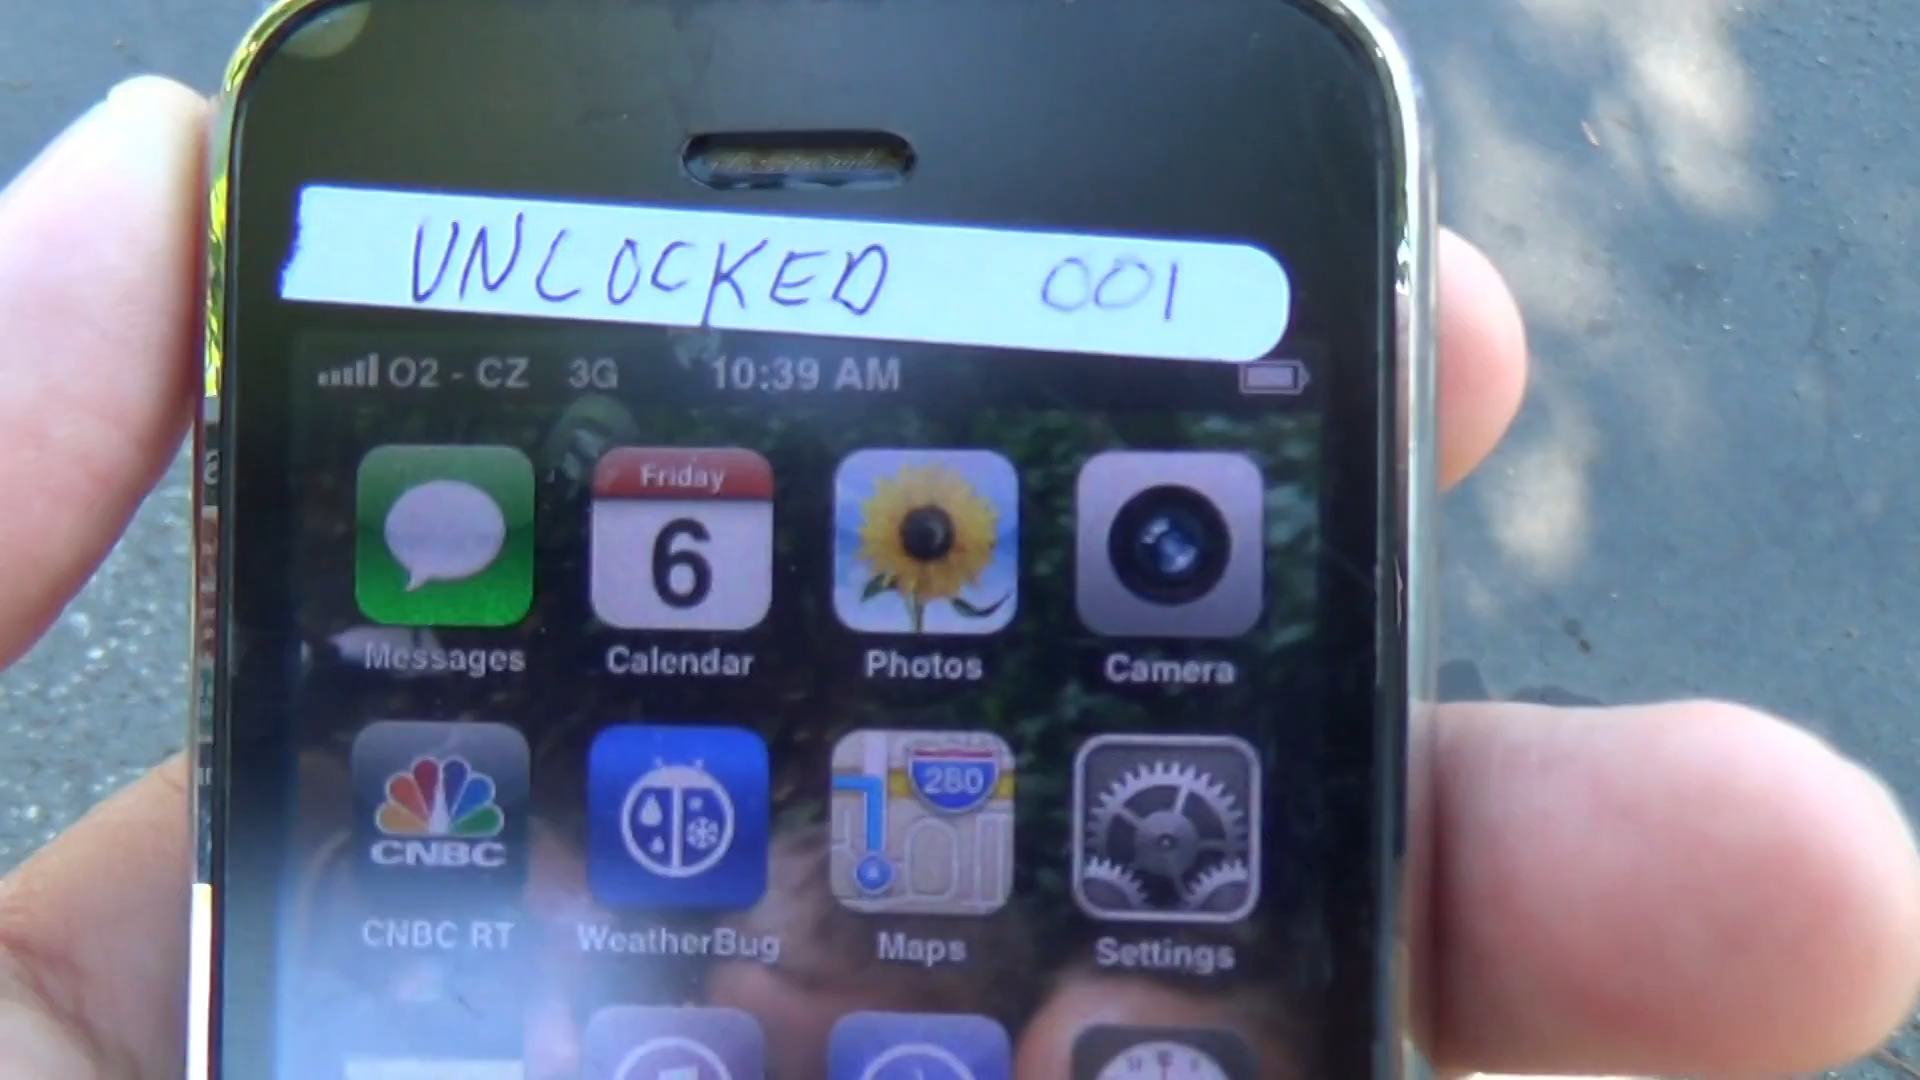 UNLOCKED 001
O2 - CZ 3G 10:39 AM
Friday
6
Messages Calendar Photos Camera
280
CNBC
CNBC RT WeatherBug Maps Settings